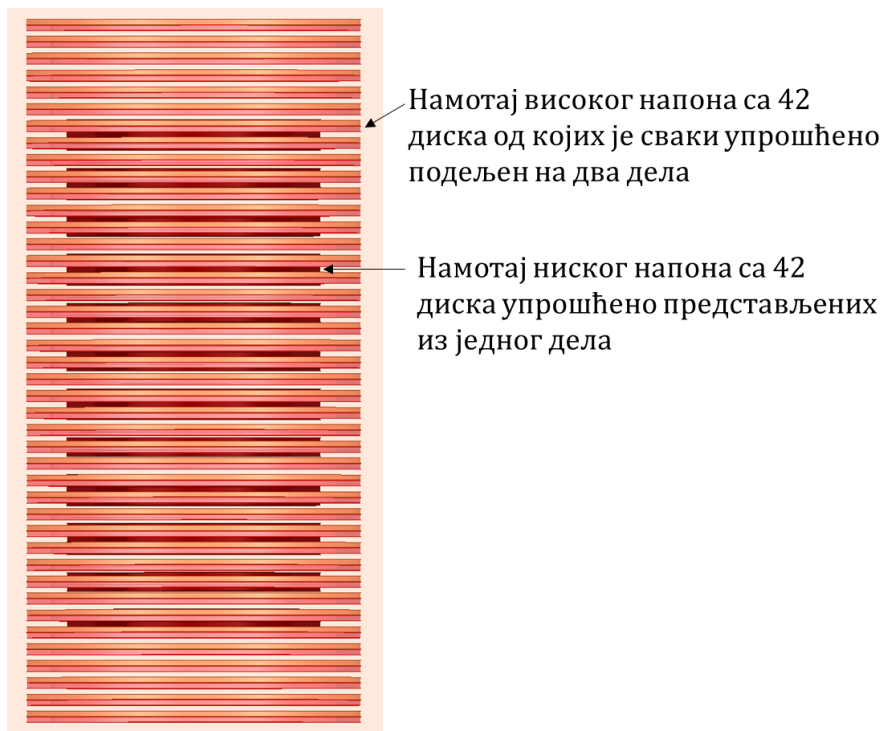 Намотај високог напона са 42
диска од којих је сваки упрошћено
подељен на два дела
Намотај ниског напона са 42
диска упрошћено представљених
из једног дела